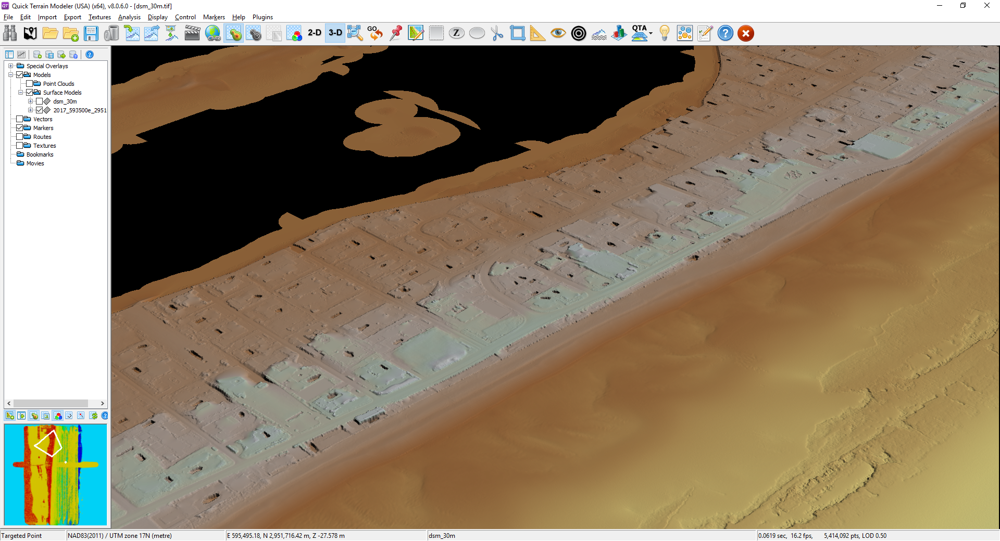 QT Quick Terrain Modeler (USA) (x64), v8.0.6.0 - [dsm_30m.tif]
File Edit Import Export Textures Analysis Display Control Markers Help Plugins
2-D 3-D GO Z QTA
Special Overlays
Models
Point Clouds
Surface Models
dsm_30m
2017_593500e_2951
Vectors
Markers
Routes
Textures
Bookmarks
Movies
Targeted Point NAD83(2011) / UTM zone 17N (metre) E 595,495.18, N 2,951,716.42 m, Z -27.578 m dsm_30m 0.0619 sec, 16.2 fps, 5,414,092 pts, LOD 0.50